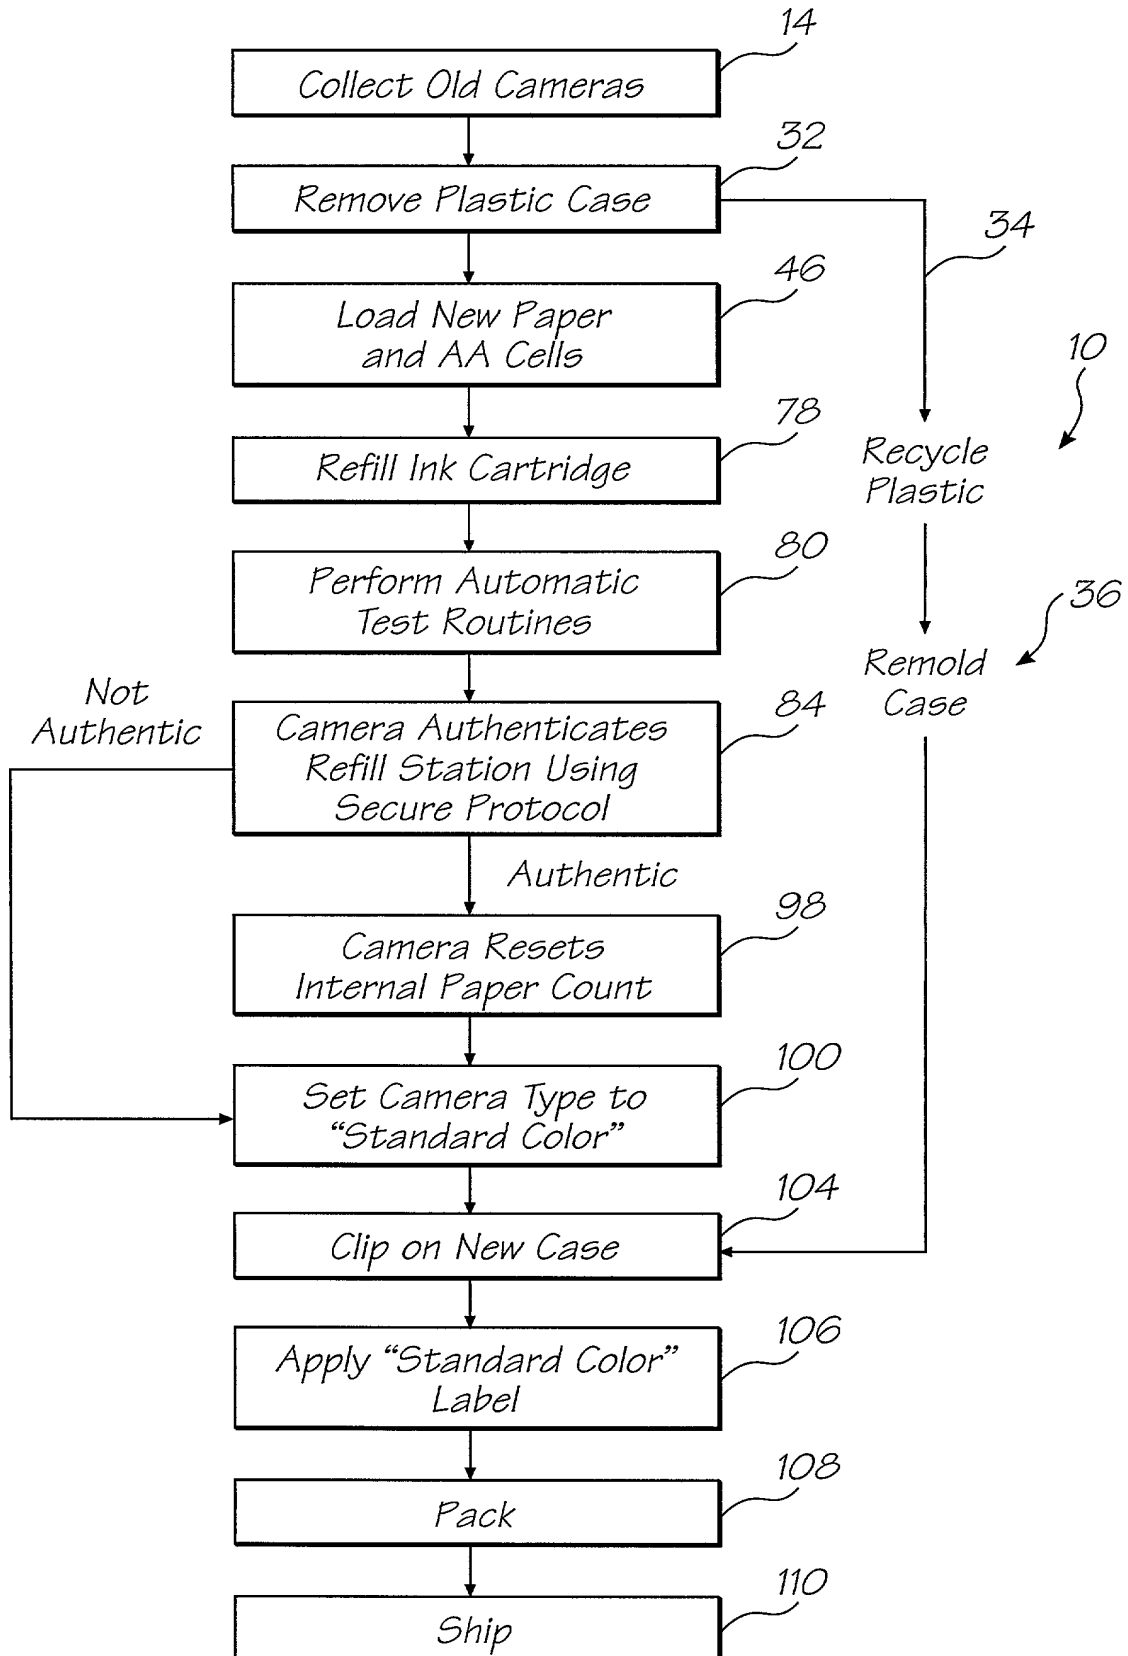 14
Collect Old Cameras
32
Remove Plastic Case
34
46
Load New Paper
and AA Cells
10
78
Refill Ink Cartridge
Recycle
Plastic
80
Perform Automatic
Test Routines
36
Remold
Case
Not
Authentic
84
Camera Authenticates
Refill Station Using
Secure Protocol
Authentic
98
Camera Resets
Internal Paper Count
100
Set Camera Type to
“Standard Color”
104
Clip on New Case
106
Apply “Standard Color”
Label
108
Pack
110
Ship